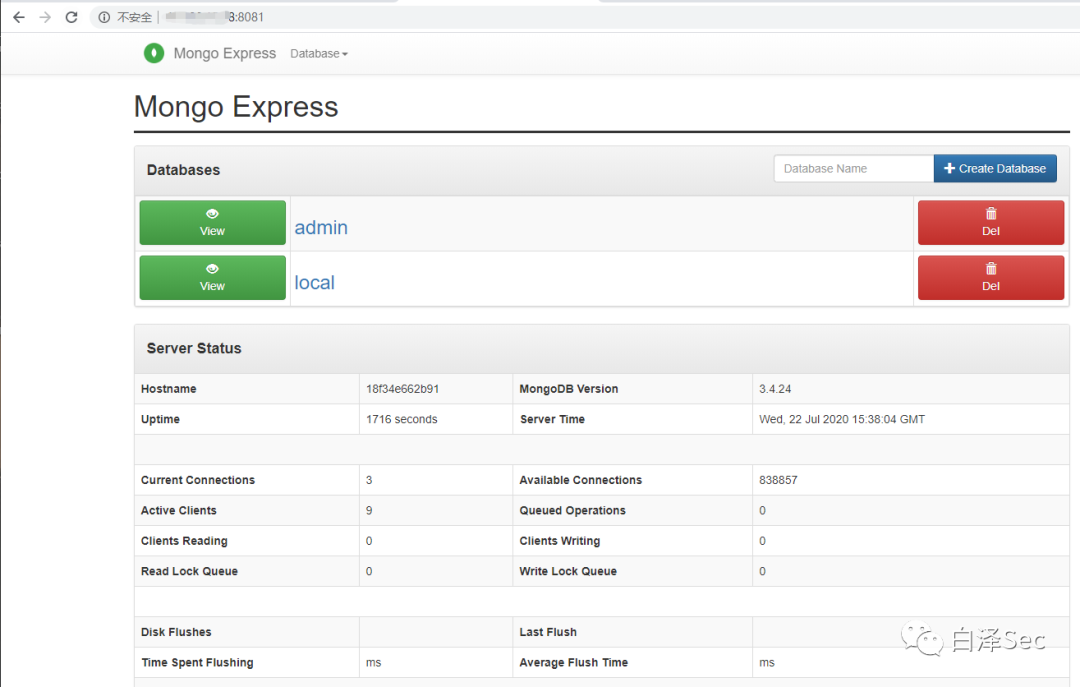 不安全 8:8081
Mongo Express Database
Mongo Express
Databases Database Name Create Database
View admin Del
View local Del
Server Status
Hostname 18f34e662b91 MongoDB Version 3.4.24
Uptime 1716 seconds Server Time Wed, 22 Jul 2020 15:38:04 GMT
Current Connections 3 Available Connections 838857
Active Clients 9 Queued Operations 0
Clients Reading 0 Clients Writing 0
Read Lock Queue 0 Write Lock Queue 0
Disk Flushes Last Flush
Time Spent Flushing ms Average Flush Time ms
白泽Sec